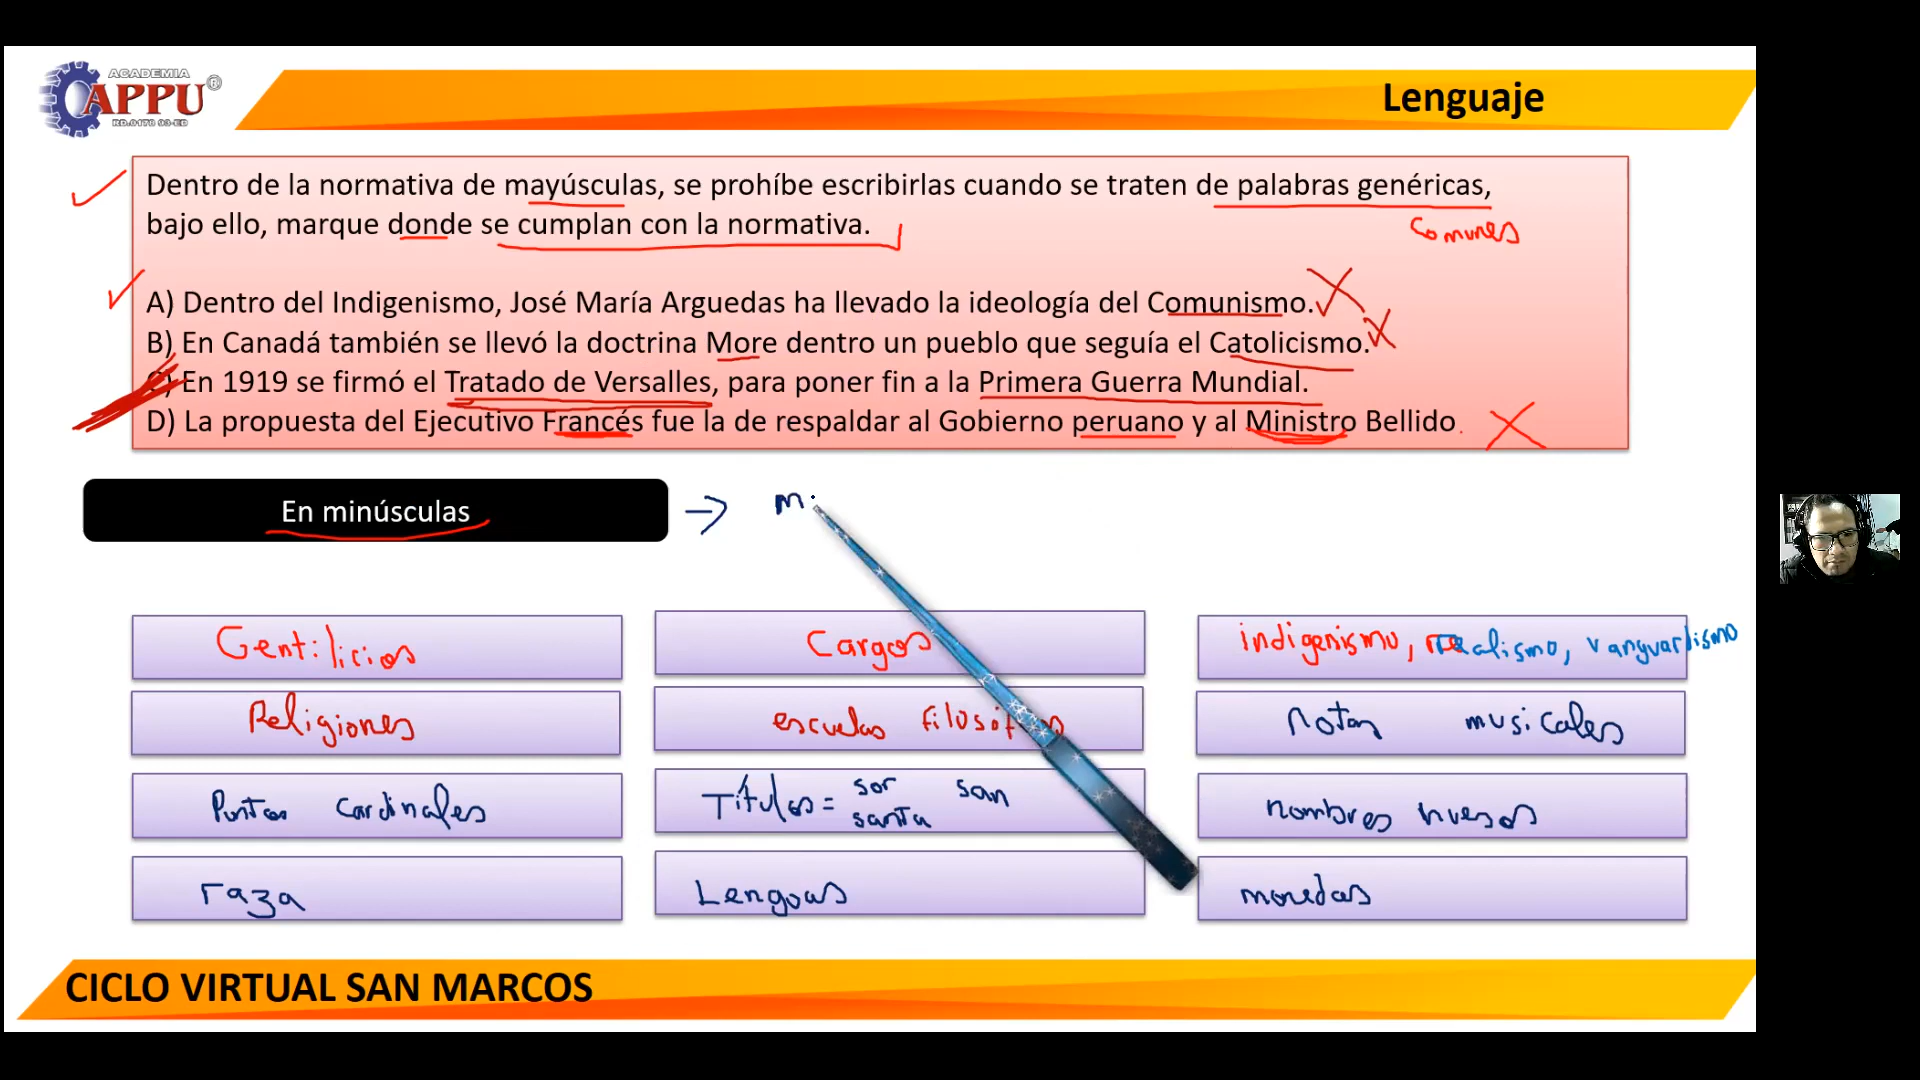 ACADEMIA
APPU ®
RD.0170 93-ED
Lenguaje
Dentro de la normativa de mayúsculas, se prohíbe escribirlas cuando se traten de palabras genéricas,
bajo ello, marque donde se cumplan con la normativa.
comunes
A) Dentro del Indigenismo, José María Arguedas ha llevado la ideología del Comunismo.
B) En Canadá también se llevó la doctrina More dentro un pueblo que seguía el Catolicismo.
C) En 1919 se firmó el Tratado de Versalles, para poner fin a la Primera Guerra Mundial.
D) La propuesta del Ejecutivo Francés fue la de respaldar al Gobierno peruano y al Ministro Bellido.
En minúsculas
Gentilicios
Cargos
indigenismo, realismo, vanguardismo
Religiones
escuelas filosóficos
Notas musicales
Puntos cardinales
Títulos = sor san
santa
nombres huesos
raza
Lenguas
monedas
CICLO VIRTUAL SAN MARCOS